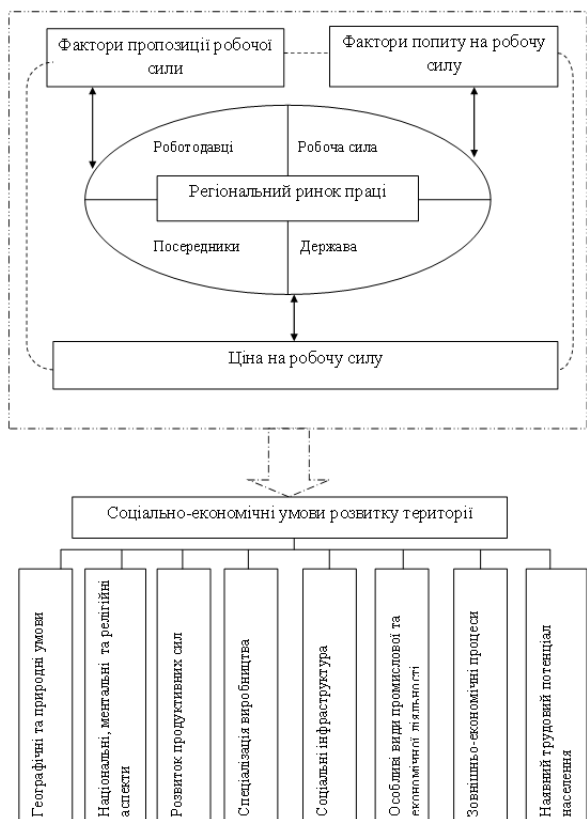 Фактори пропозиції робочої
сили
Фактори попиту на робочу
силу
Роботодавці
Робоча сила
Регіональний ринок праці
Посередники
Держава
Ціна на робочу силу
Соціально-економічні умови розвитку території
Географічні та природні умови
Національні, ментальні та релігійні
аспекти
Розвиток продуктивних сил
Спеціалізація виробництва
Соціальні інфраструктура
Особливі види промислової та
економічної діяльності
Зовнішньо-економічні процеси
Наявний трудовий потенціал
населення